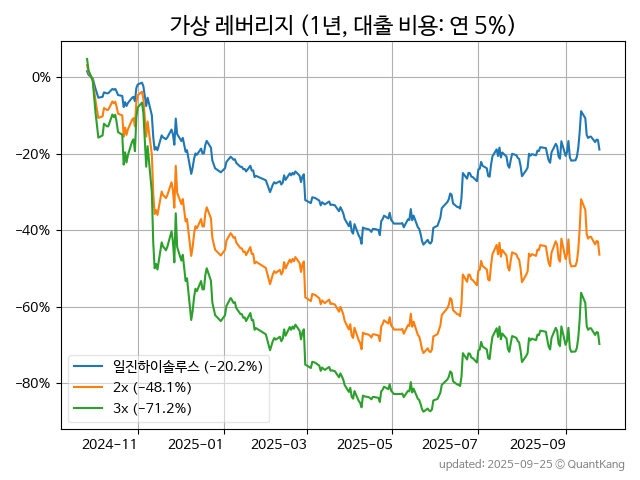 가상 레버리지 (1년, 대출 비용: 연 5%)
0%
−20%
−40%
−60%
−80%
일진하이솔루스 (−20.2%)
2x (−48.1%)
3x (−71.2%)
2024−11 2025−01 2025−03 2025−05 2025−07 2025−09
updated: 2025-09-25 © QuantKang